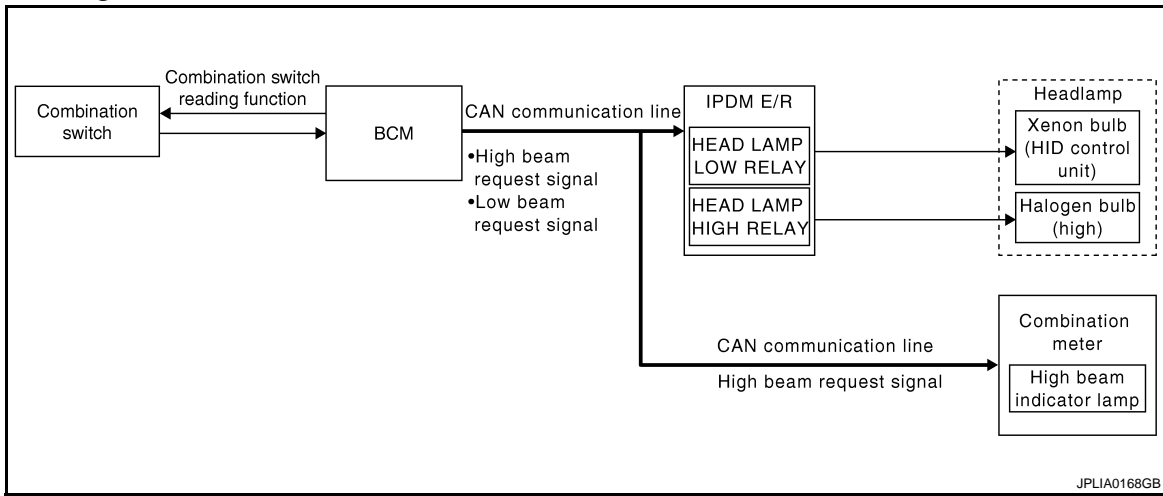 Combination switch
reading function
Combination
switch
BCM
CAN communication line
•High beam
request signal
•Low beam
request signal
IPDM E/R
HEAD LAMP
LOW RELAY
HEAD LAMP
HIGH RELAY
Headlamp
Xenon bulb
(HID control
unit)
Halogen bulb
(high)
CAN communication line
High beam request signal
Combination
meter
High beam
indicator lamp
JPLIA0168GB